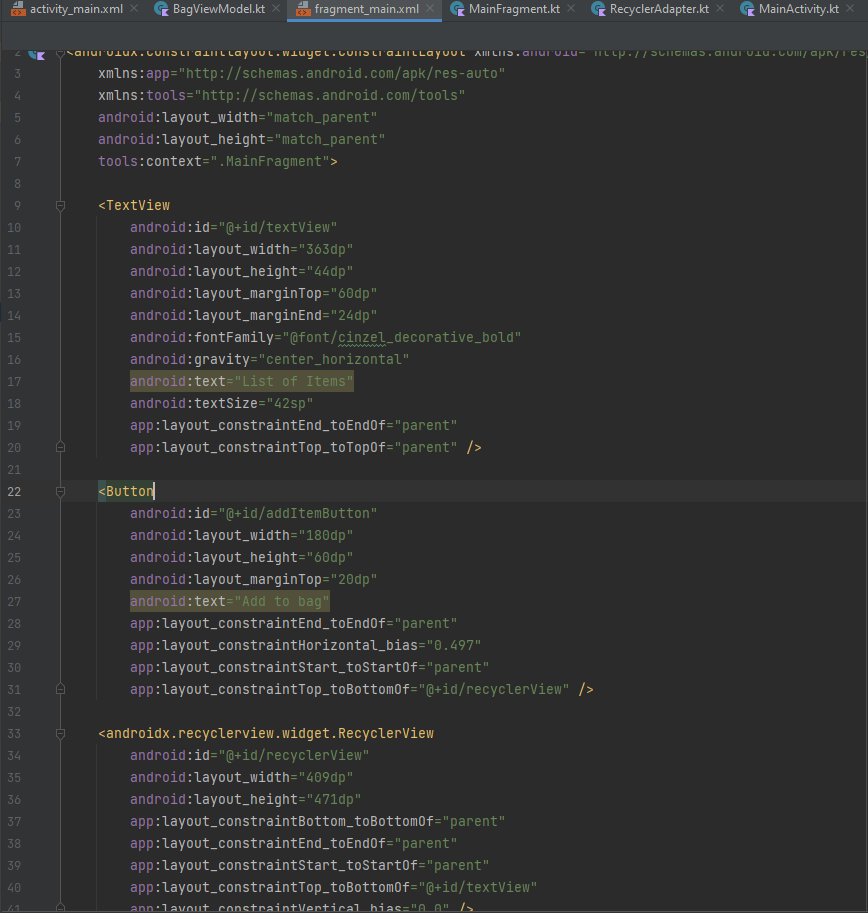 activity_main.xml BagViewModel.kt fragment_main.xml MainFragment.kt RecyclerAdapter.kt MainActivity.kt
2 <androidx.constraintlayout.widget.ConstraintLayout xmlns:android="http://schemas.android.com/apk/res
3 xmlns:app="http://schemas.android.com/apk/res-auto"
4 xmlns:tools="http://schemas.android.com/tools"
5 android:layout_width="match_parent"
6 android:layout_height="match_parent"
7 tools:context=".MainFragment">
8
9 <TextView
10 android:id="@+id/textView"
11 android:layout_width="363dp"
12 android:layout_height="44dp"
13 android:layout_marginTop="60dp"
14 android:layout_marginEnd="24dp"
15 android:fontFamily="@font/cinzel_decorative_bold"
16 android:gravity="center_horizontal"
17 android:text="List of Items"
18 android:textSize="42sp"
19 app:layout_constraintEnd_toEndOf="parent"
20 app:layout_constraintTop_toTopOf="parent" />
21
22 <Button
23 android:id="@+id/addItemButton"
24 android:layout_width="180dp"
25 android:layout_height="60dp"
26 android:layout_marginTop="20dp"
27 android:text="Add to bag"
28 app:layout_constraintEnd_toEndOf="parent"
29 app:layout_constraintHorizontal_bias="0.497"
30 app:layout_constraintStart_toStartOf="parent"
31 app:layout_constraintTop_toBottomOf="@+id/recyclerView" />
32
33 <androidx.recyclerview.widget.RecyclerView
34 android:id="@+id/recyclerView"
35 android:layout_width="409dp"
36 android:layout_height="471dp"
37 app:layout_constraintBottom_toBottomOf="parent"
38 app:layout_constraintEnd_toEndOf="parent"
39 app:layout_constraintStart_toStartOf="parent"
40 app:layout_constraintTop_toBottomOf="@+id/textView"
41 app:layout_constraintVertical_bias="0.0" />